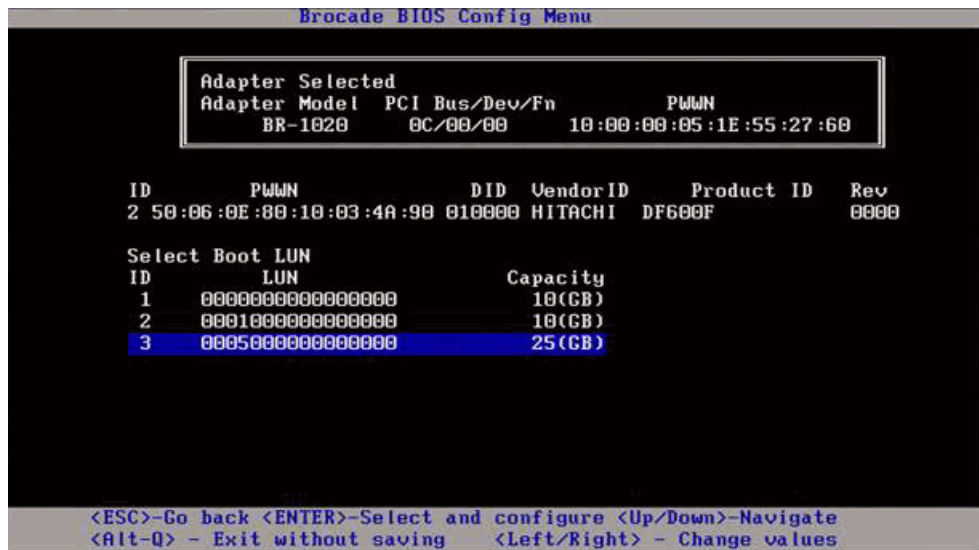 Brocade BIOS Config Menu
Adapter Selected
Adapter Model PCI Bus/Dev/Fn PWWN
BR-1020 0C/00/00 10:00:00:05:1E:55:27:60
ID PWWN DID VendorID Product ID Rev
2 50:06:0E:80:10:03:4A:90 010000 HITACHI DF600F 0000
Select Boot LUN
ID LUN Capacity
1 0000000000000000 10(GB)
2 0001000000000000 10(GB)
3 0005000000000000 25(GB)
<ESC>-Go back <ENTER>-Select and configure <Up/Down>-Navigate
<Alt-Q> - Exit without saving <Left/Right> - Change values